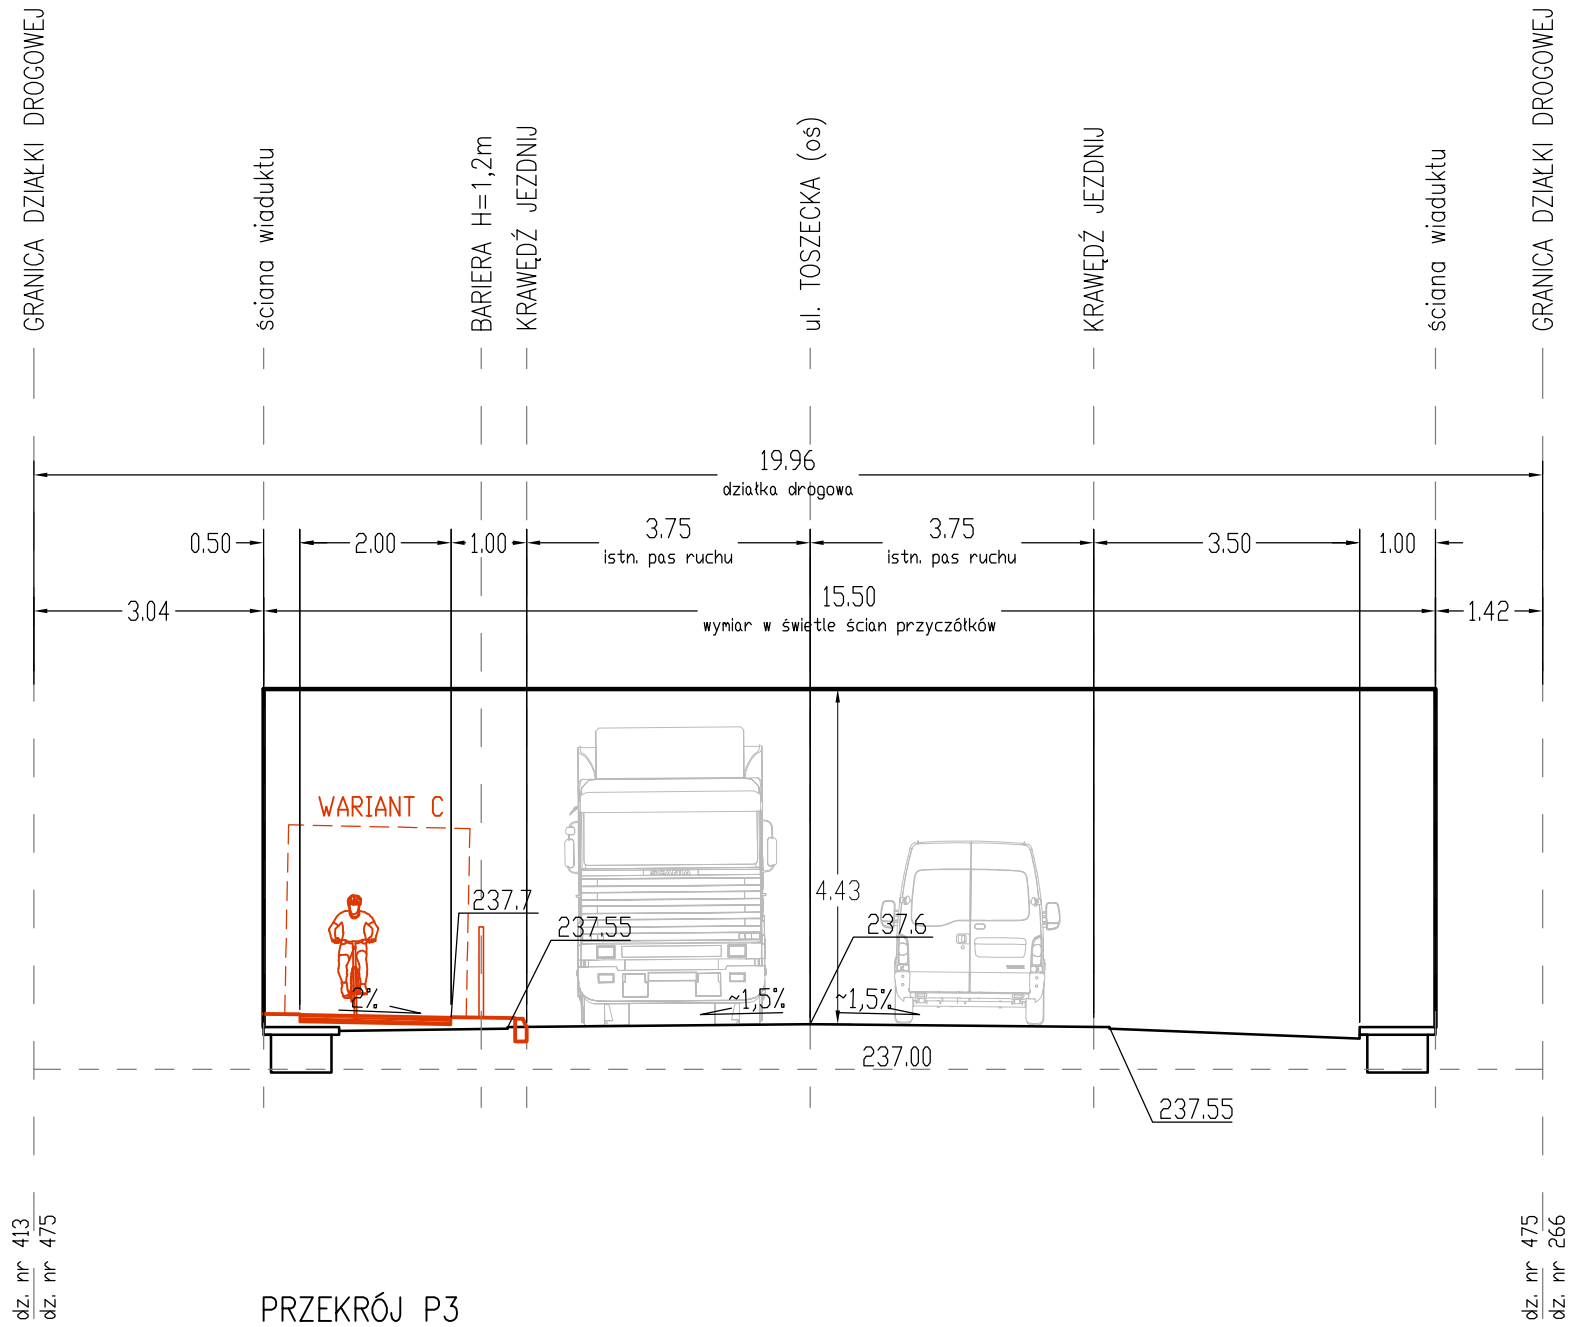 GRANICA DZIAŁKI DROGOWEJ
ściana wiaduktu
BARIERA H=1,2m
KRAWĘDŹ JEZDNIJ
ul. TOSZECKA (oś)
KRAWĘDŹ JEZDNIJ
ściana wiaduktu
GRANICA DZIAŁKI DROGOWEJ
19.96
działka drogowa
0.50
2.00
1.00
3.75
istn. pas ruchu
3.75
istn. pas ruchu
3.50
1.00
3.04
15.50
wymiar w świetle ścian przyczółków
1.42
WARIANT C
SCANIA
4.43
237.7
237.55
237.6
2%
~1,5%
~1,5%
237.00
237.55
dz. nr 413
dz. nr 475
dz. nr 475
dz. nr 266
PRZEKRÓJ P3